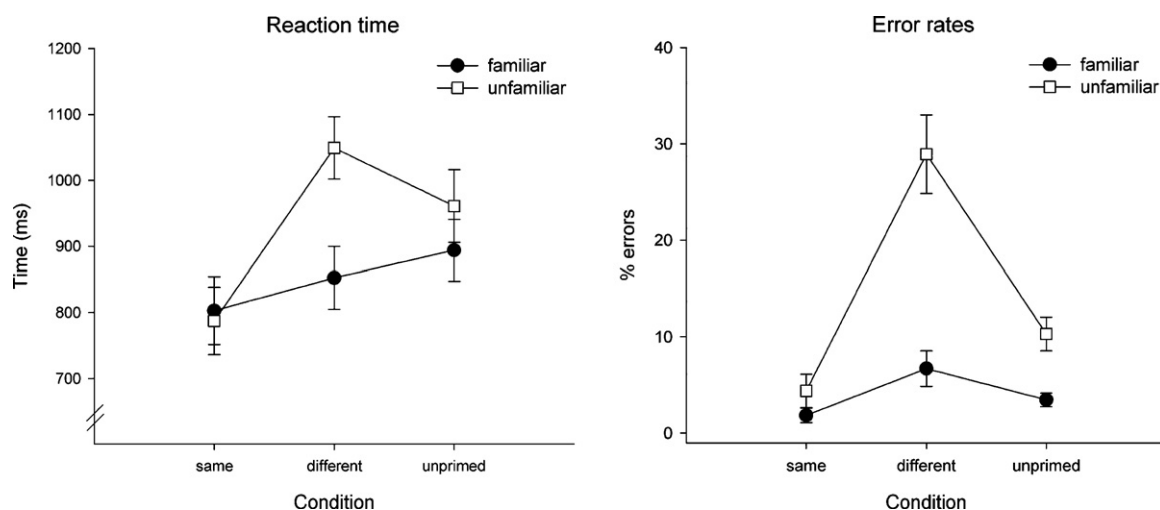 Reaction time
1200
1100
1000
900
800
700
Time (ms)
familiar
unfamiliar
same
different
unprimed
Condition
Error rates
40
30
20
10
0
% errors
familiar
unfamiliar
same
different
unprimed
Condition